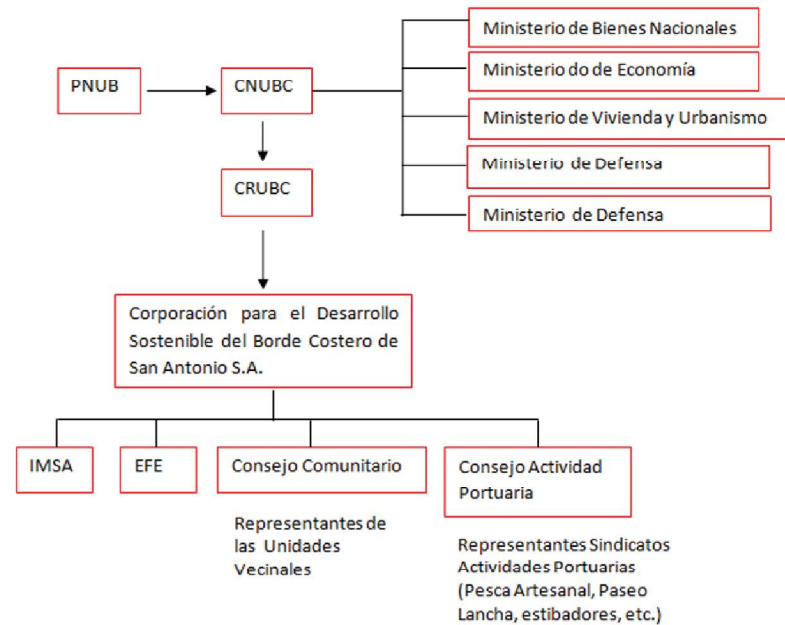 PNUB
CNUBC
Ministerio de Bienes Nacionales
Ministerio do de Economía
Ministerio de Vivienda y Urbanismo
Ministerio de Defensa
Ministerio de Defensa
CRUBC
Corporación para el Desarrollo
Sostenible del Borde Costero de
San Antonio S.A.
IMSA
EFE
Consejo Comunitario
Consejo Actividad
Portuaria
Representantes de
las Unidades
Vecinales
Representantes Sindicatos
Actividades Portuarias
(Pesca Artesanal, Paseo
Lancha, estibadores, etc.)